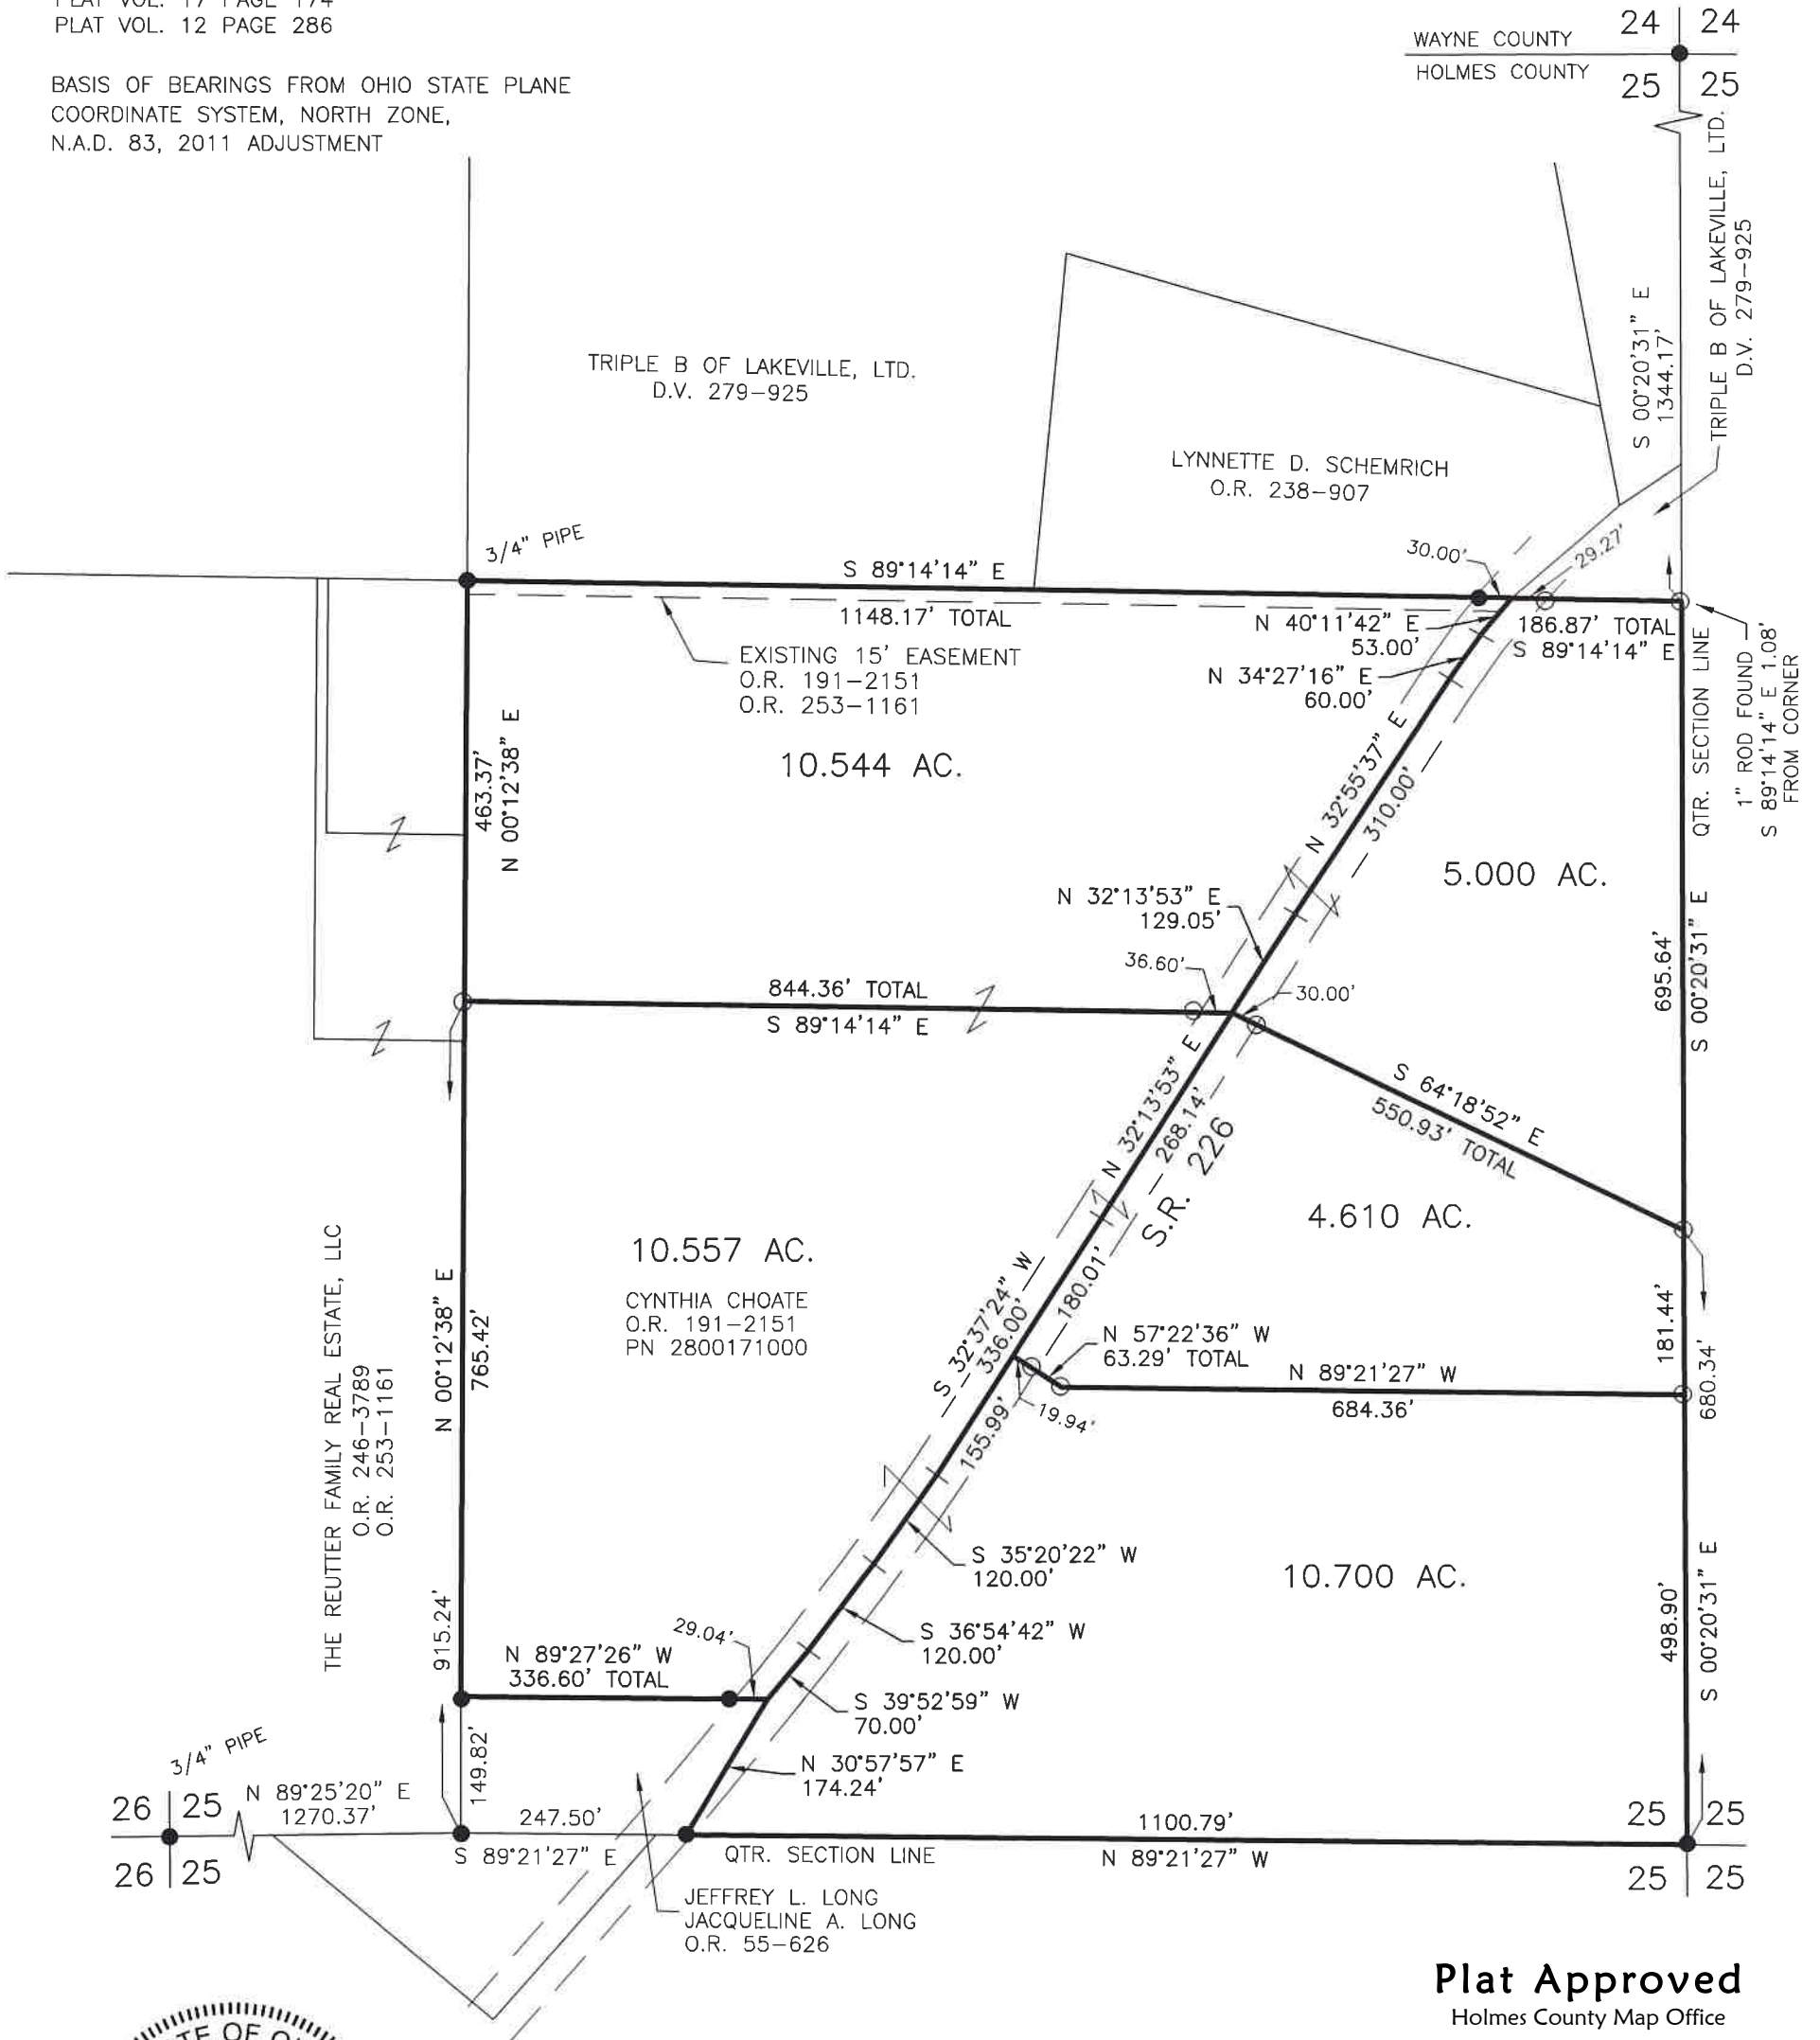 PLAT VOL. 17 PAGE 174
PLAT VOL. 12 PAGE 286
BASIS OF BEARINGS FROM OHIO STATE PLANE
COORDINATE SYSTEM, NORTH ZONE,
N.A.D. 83, 2011 ADJUSTMENT
WAYNE COUNTY
HOLMES COUNTY
24 24
25 25
TRIPLE B OF LAKEVILLE, LTD.
D.V. 279-925
S 00°20'31" E
1344.17'
TRIPLE B OF LAKEVILLE, LTD.
D.V. 279-925
LYNNETTE D. SCHEMRICH
O.R. 238-907
3/4" PIPE
S 89°14'14" E
1148.17' TOTAL
30.00'
29.27'
N 40°11'42" E
53.00'
186.87' TOTAL
S 89°14'14" E
N 34°27'16" E
60.00'
EXISTING 15' EASEMENT
O.R. 191-2151
O.R. 253-1161
QTR. SECTION LINE
1" ROD FOUND
S 89°14'14" E 1.08'
FROM CORNER
463.37'
N 00°12'38" E
10.544 AC.
N 32°55'37" E
310.00'
5.000 AC.
N 32°13'53" E
129.05'
36.60'
30.00'
695.64'
S 00°20'31" E
844.36' TOTAL
S 89°14'14" E
N 32°13'53" E
268.14'
S.R. 226
S 64°18'52" E
550.93' TOTAL
4.610 AC.
10.557 AC.
CYNTHIA CHOATE
O.R. 191-2151
PN 2800171000
THE REUTTER FAMILY REAL ESTATE, LLC
O.R. 246-3789
O.R. 253-1161
N 00°12'38" E
765.42'
S 32°37'24" W
336.00'
180.01'
N 57°22'36" W
63.29' TOTAL
N 89°21'27" W
684.36'
181.44'
680.34'
19.94'
155.99'
S 35°20'22" W
120.00'
10.700 AC.
S 36°54'42" W
120.00'
498.90'
S 00°20'31" E
915.24'
29.04'
N 89°27'26" W
336.60' TOTAL
S 39°52'59" W
70.00'
N 30°57'57" E
174.24'
3/4" PIPE
149.82'
26 25
26 25
N 89°25'20" E
1270.37'
247.50'
S 89°21'27" E
QTR. SECTION LINE
1100.79'
N 89°21'27" W
25 25
25 25
JEFFREY L. LONG
JACQUELINE A. LONG
O.R. 55-626
Plat Approved
Holmes County Map Office